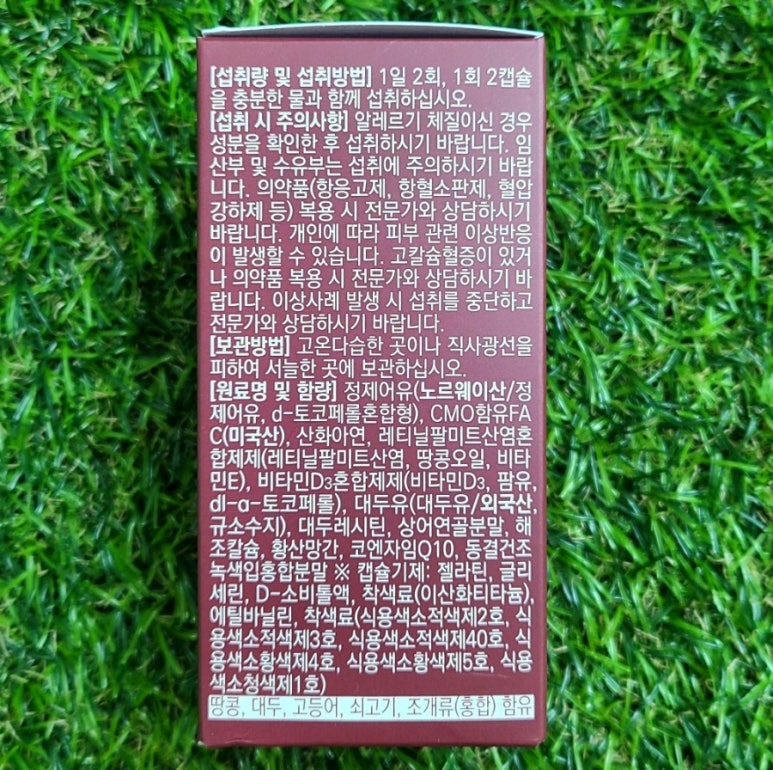 [섭취량 및 섭취방법] 1일 2회, 1회 2캡슐
을 충분한 물과 함께 섭취하십시오.
[섭취 시 주의사항] 알레르기 체질이신 경우
성분을 확인한 후 섭취하시기 바랍니다. 임
산부 및 수유부는 섭취에 주의하시기 바랍
니다. 의약품(항응고제, 항혈소판제, 혈압
강하제 등) 복용 시 전문가와 상담하시기
바랍니다. 개인에 따라 피부 관련 이상반응
이 발생할 수 있습니다. 고칼슘혈증이 있거
나 의약품 복용 시 전문가와 상담하시기 바
랍니다. 이상사례 발생 시 섭취를 중단하고
전문가와 상담하시기 바랍니다.
[보관방법] 고온다습한 곳이나 직사광선을
피하여 서늘한 곳에 보관하십시오.
[원료명 및 함량] 정제어유(노르웨이산/정
제어유, d-토코페롤혼합형), CMO함유FA
C(미국산), 산화아연, 레티닐팔미트산염혼
합제제(레티닐팔미트산염, 땅콩오일, 비타
민E), 비타민D3혼합제제(비타민D3, 팜유,
dl-α-토코페롤), 대두유(대두유/외국산,
규소수지), 대두레시틴, 상어연골분말, 해
조칼슘, 황산망간, 코엔자임Q10, 동결건조
녹색입홍합분말 ※ 캡슐기제: 젤라틴, 글리
세린, D-소비톨액, 착색료(이산화티타늄),
에틸바닐린, 착색료(식용색소적색제2호, 식
용색소적색제3호, 식용색소적색제40호, 식
용색소황색제4호, 식용색소황색제5호, 식용
색소청색제1호)
땅콩, 대두, 고등어, 쇠고기, 조개류(홍합) 함유